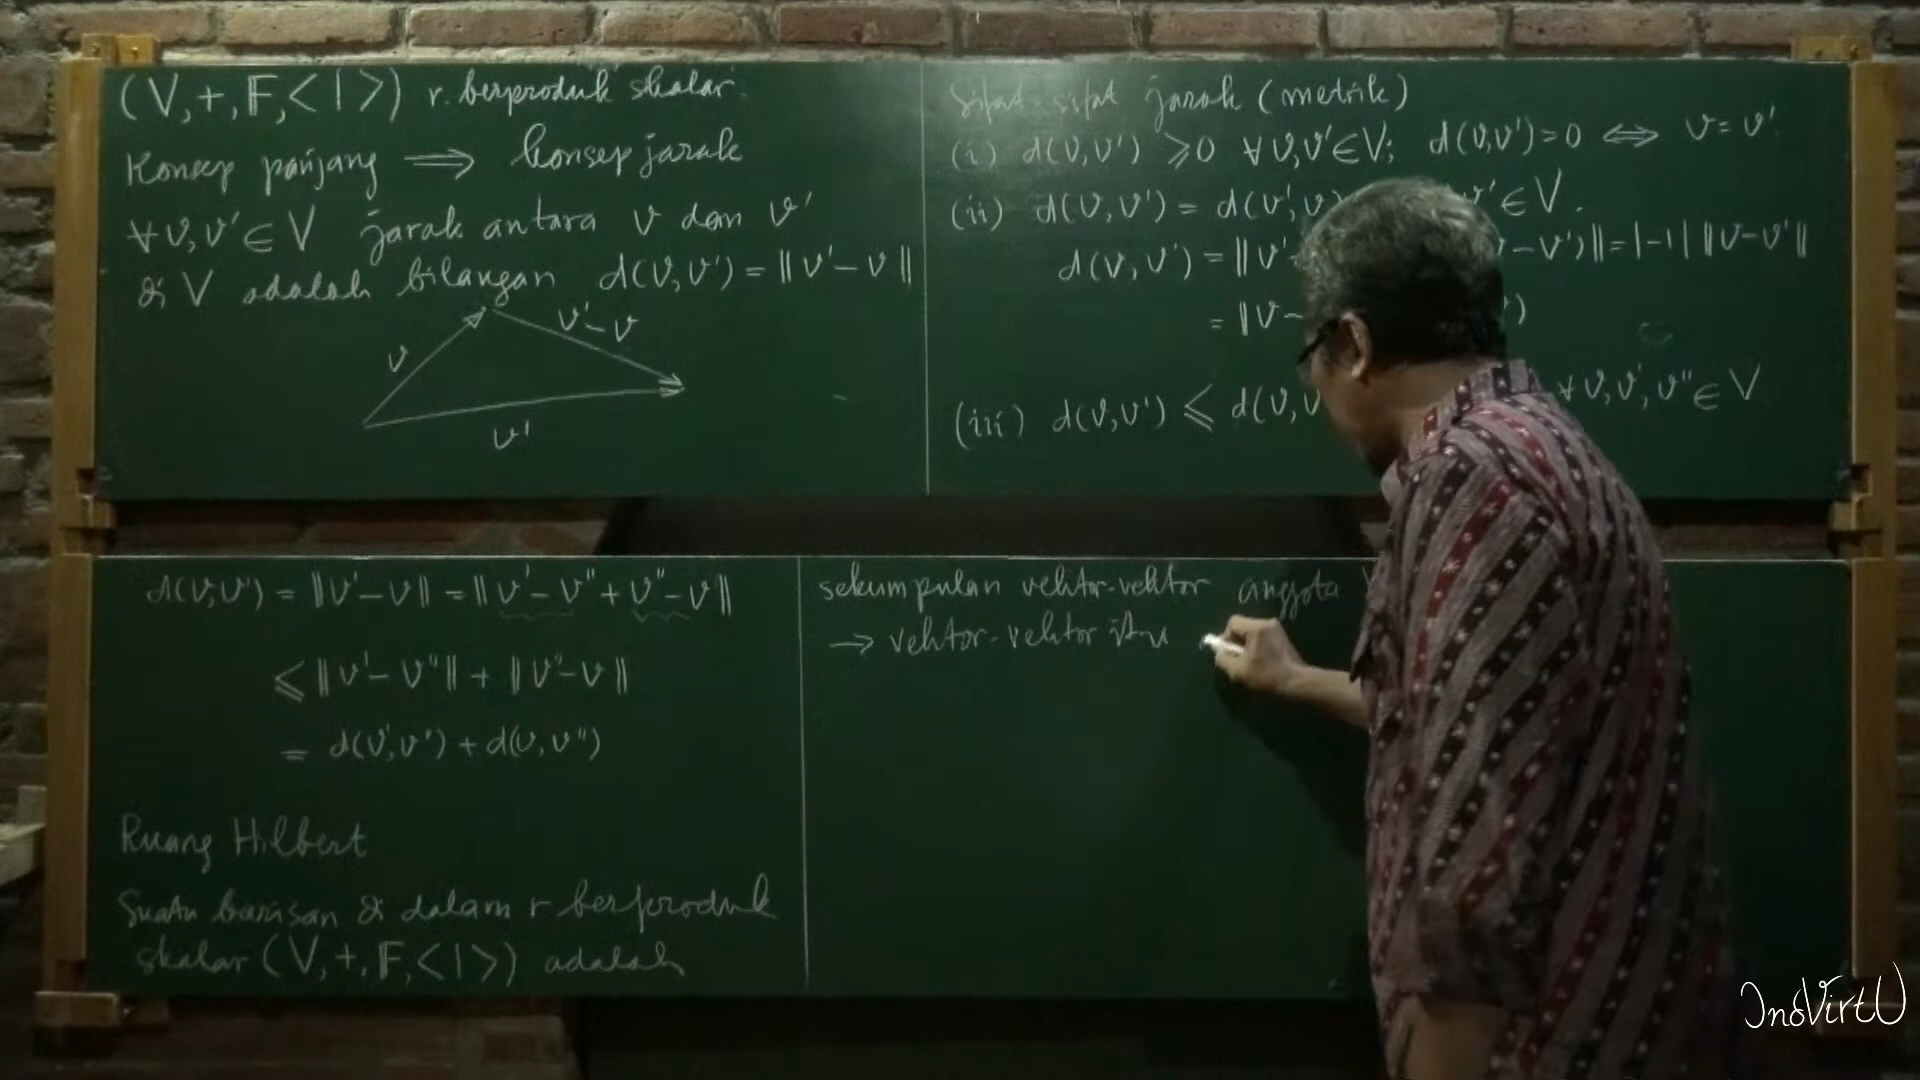 (V,+,F,<|>) r. berproduk skalar.
Konsep panjang ⟹ konsep jarak
∀ v,v' ∈ V jarak antara v dan v'
di V adalah bilangan d(v,v') = ‖v' − v‖
v
v' − v
v'
Sifat-sifat jarak (metrik)
(i) d(v,v') ⩾ 0 ∀ v,v' ∈ V; d(v,v') = 0 ⟺ v = v'.
(ii) d(v,v') = d(v',v) v' ∈ V.
d(v,v') = ‖v' − v')‖ = |−1| ‖v − v'‖
= ‖v − )
(iii) d(v,v') ⩽ d(v,v ∀ v,v',v'' ∈ V
d(v,v') = ‖v' − v‖ = ‖v' − v'' + v'' − v‖
⩽ ‖v' − v''‖ + ‖v'' − v‖
= d(v',v'') + d(v,v'')
Ruang Hilbert
Suatu barisan di dalam r berproduk
skalar (V,+,F,<|>) adalah
sekumpulan vektor-vektor anggota
→ vektor-vektor itu
InoVirtU